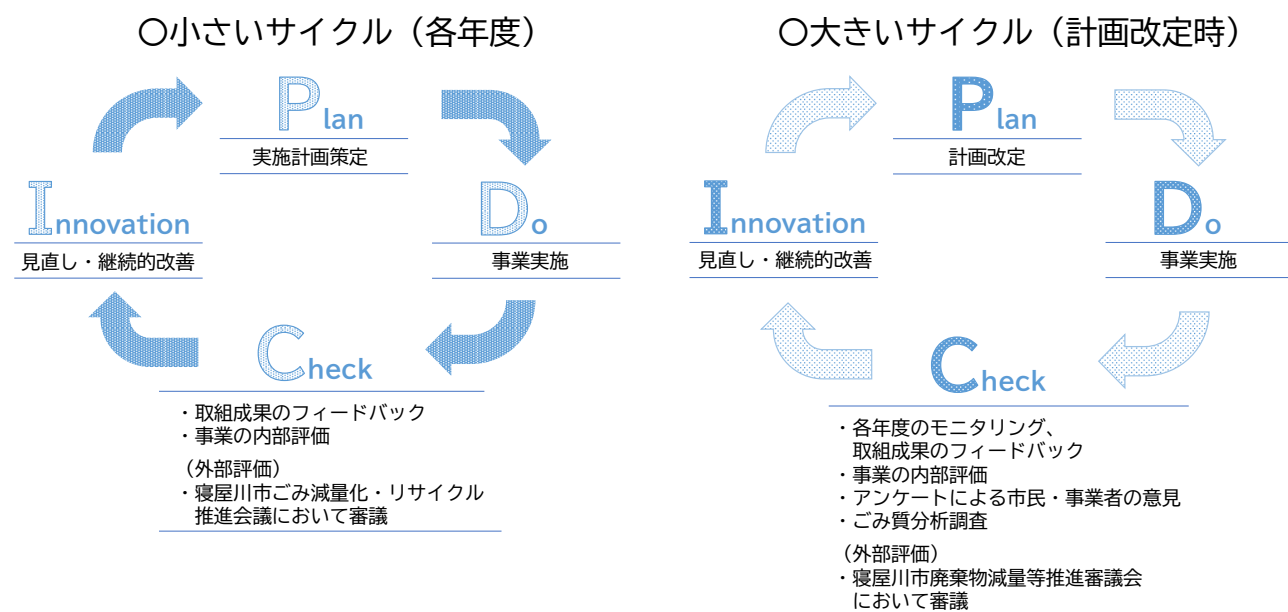 〇小さいサイクル（各年度）
Plan
実施計画策定
Innovation
見直し・継続的改善
Do
事業実施
Check
・取組成果のフィードバック
・事業の内部評価
（外部評価）
・寝屋川市ごみ減量化・リサイクル
推進会議において審議
〇大きいサイクル（計画改定時）
Plan
計画改定
Innovation
見直し・継続的改善
Do
事業実施
Check
・各年度のモニタリング、
取組成果のフィードバック
・事業の内部評価
・アンケートによる市民・事業者の意見
・ごみ質分析調査
（外部評価）
・寝屋川市廃棄物減量等推進審議会
において審議